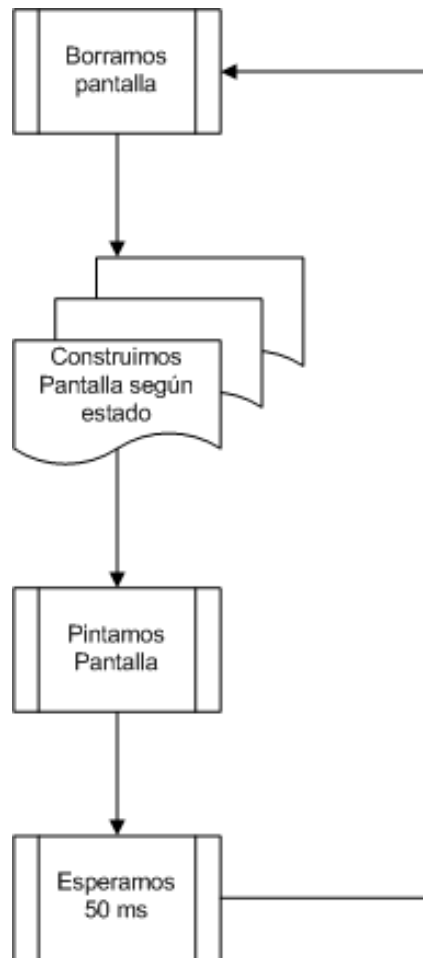 Borramos
pantalla
Construimos
Pantalla según
estado
Pintamos
Pantalla
Esperamos
50 ms